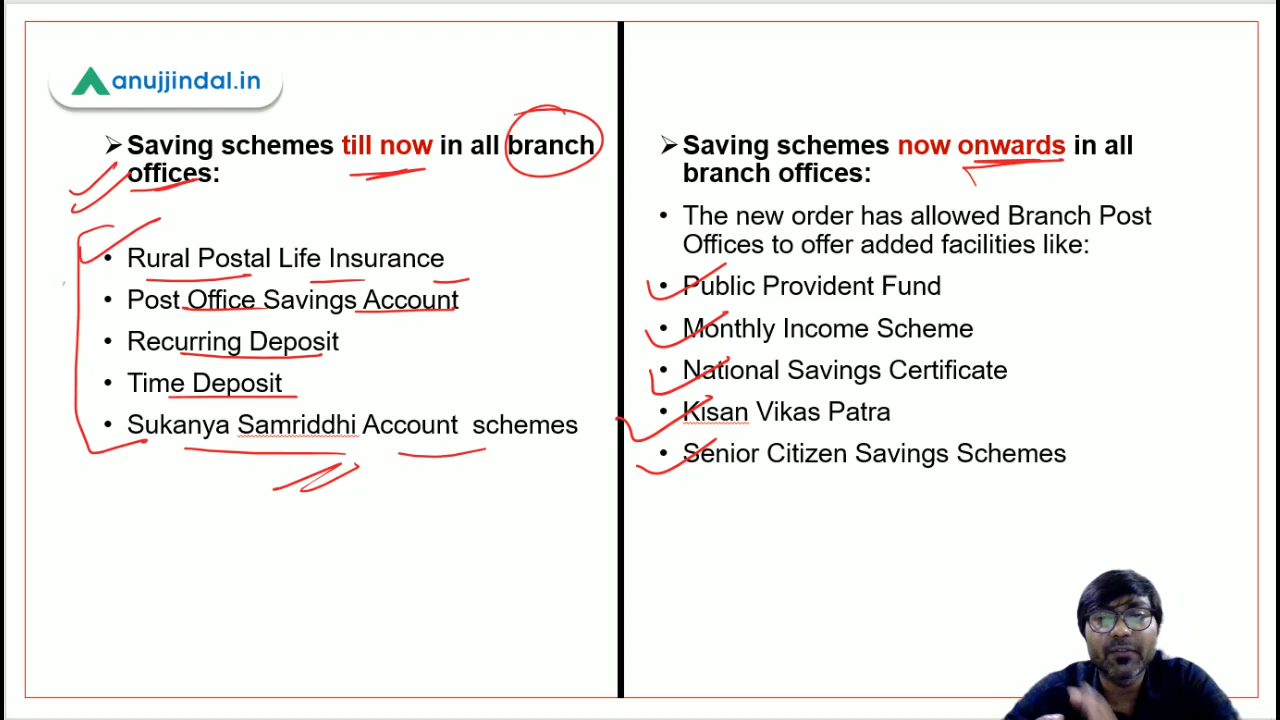 anujjindal.in
➢ Saving schemes till now in all branch
offices:
• Rural Postal Life Insurance
• Post Office Savings Account
• Recurring Deposit
• Time Deposit
• Sukanya Samriddhi Account schemes
➢ Saving schemes now onwards in all
branch offices:
• The new order has allowed Branch Post
Offices to offer added facilities like:
• Public Provident Fund
• Monthly Income Scheme
• National Savings Certificate
• Kisan Vikas Patra
• Senior Citizen Savings Schemes